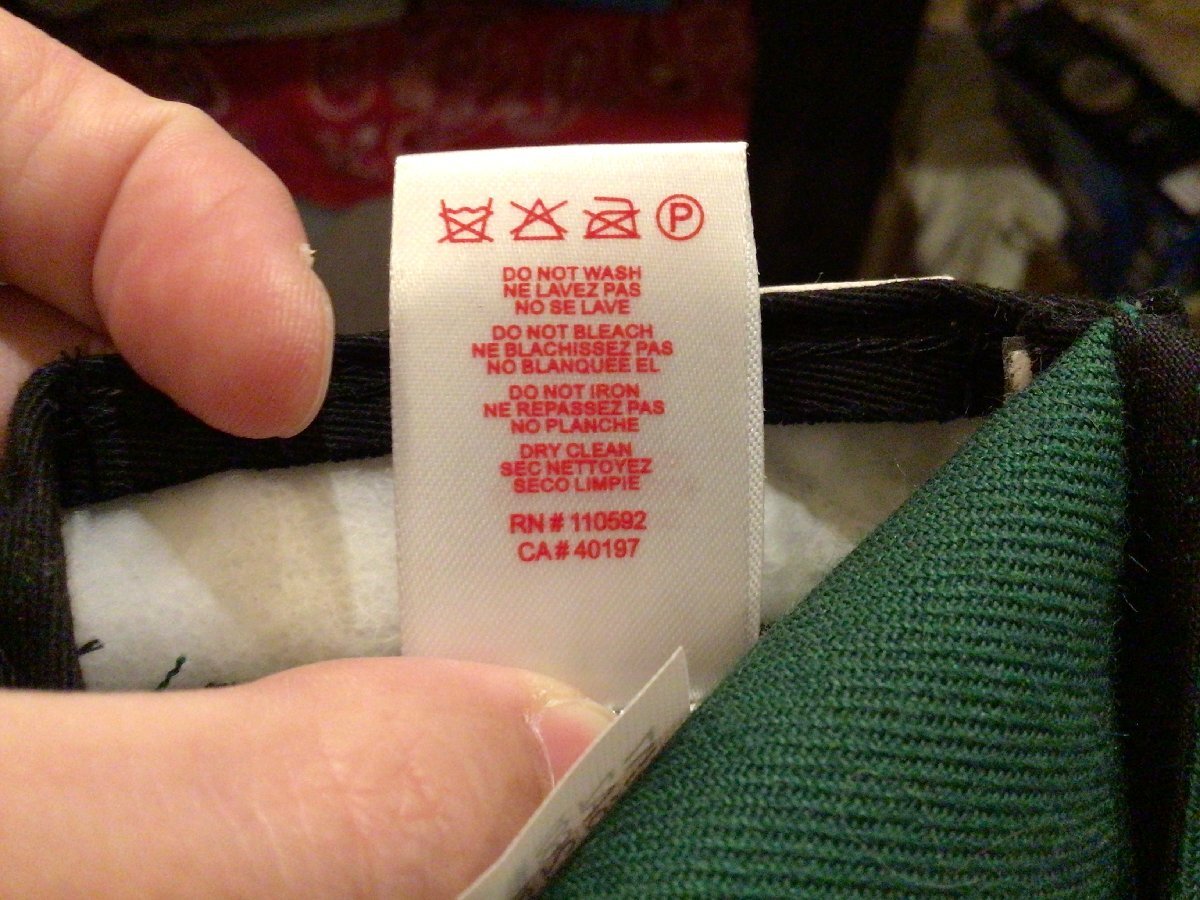 P
DO NOT WASH
NE LAVEZ PAS
NO SE LAVE
DO NOT BLEACH
NE BLACHISSEZ PAS
NO BLANQUEE EL
DO NOT IRON
NE REPASSEZ PAS
NO PLANCHE
DRY CLEAN
SEC NETTOYEZ
SECO LIMPIE
RN # 110592
CA # 40197